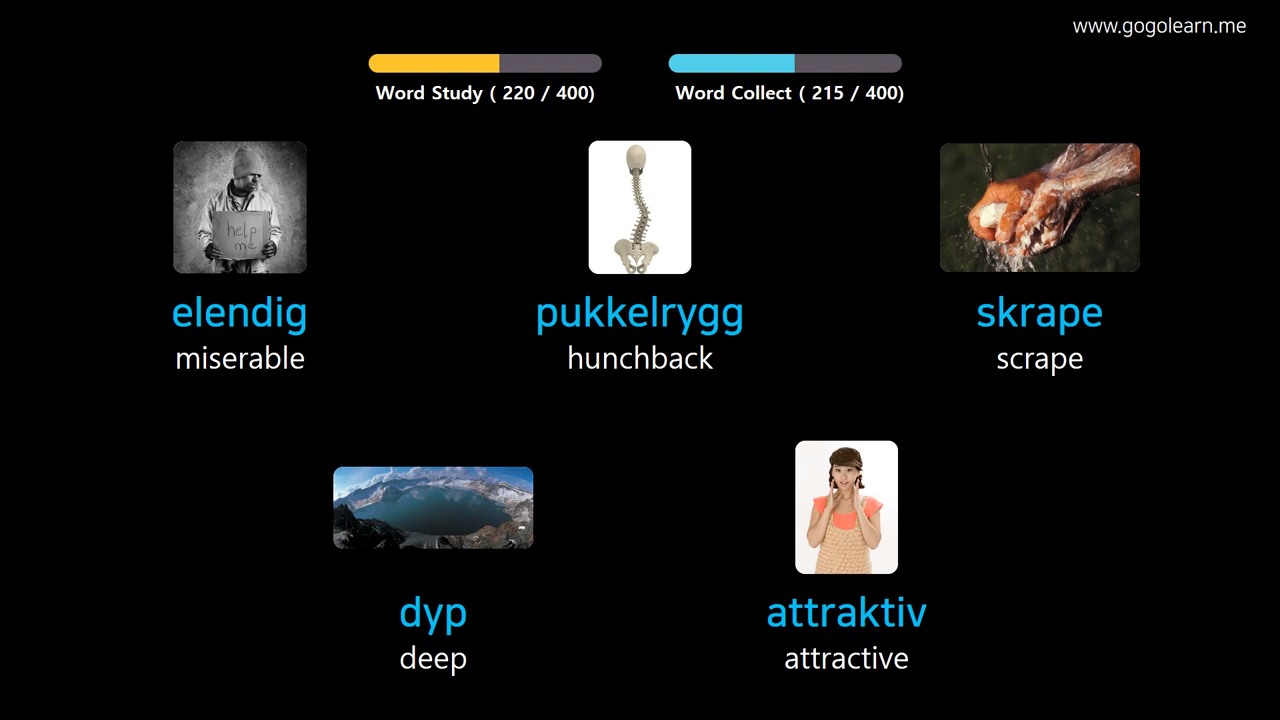 www.gogolearn.me
Word Study ( 220 / 400)
Word Collect ( 215 / 400)
help
me
elendig
miserable
pukkelrygg
hunchback
skrape
scrape
dyp
deep
attraktiv
attractive